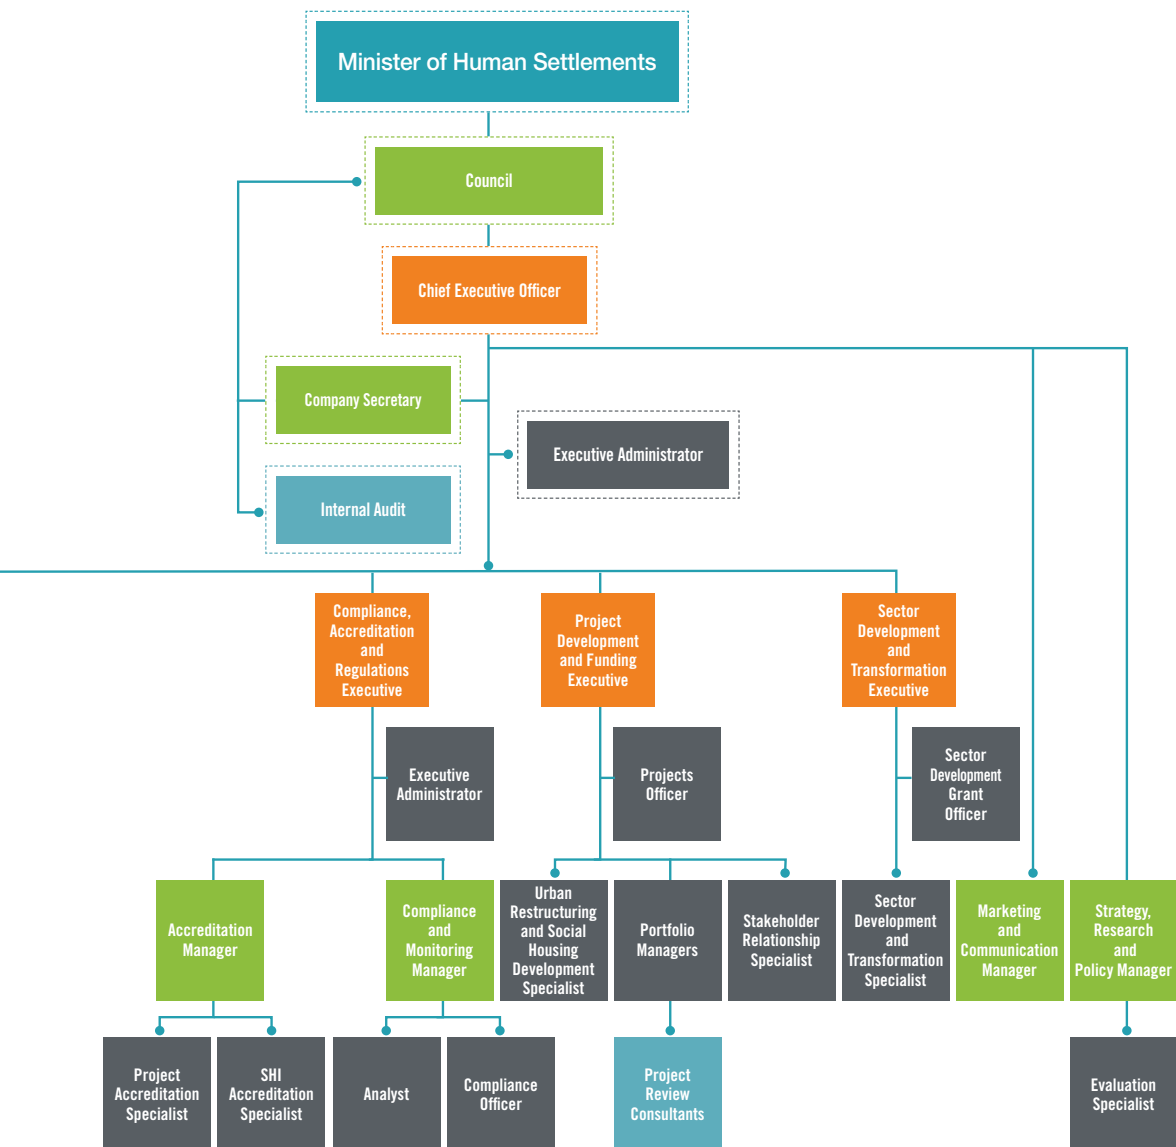 Minister of Human Settlements
Council
Chief Executive Officer
Company Secretary
Executive Administrator
Internal Audit
Compliance,
Accreditation
and
Regulations
Executive
Project
Development
and Funding
Executive
Sector
Development
and
Transformation
Executive
Executive
Administrator
Projects
Officer
Sector
Development
Grant
Officer
Accreditation
Manager
Compliance
and
Monitoring
Manager
Urban
Restructuring
and Social
Housing
Development
Specialist
Portfolio
Managers
Stakeholder
Relationship
Specialist
Sector
Development
and
Transformation
Specialist
Marketing
and
Communication
Manager
Strategy,
Research
and
Policy Manager
Project
Accreditation
Specialist
SHI
Accreditation
Specialist
Analyst
Compliance
Officer
Project
Review
Consultants
Evaluation
Specialist